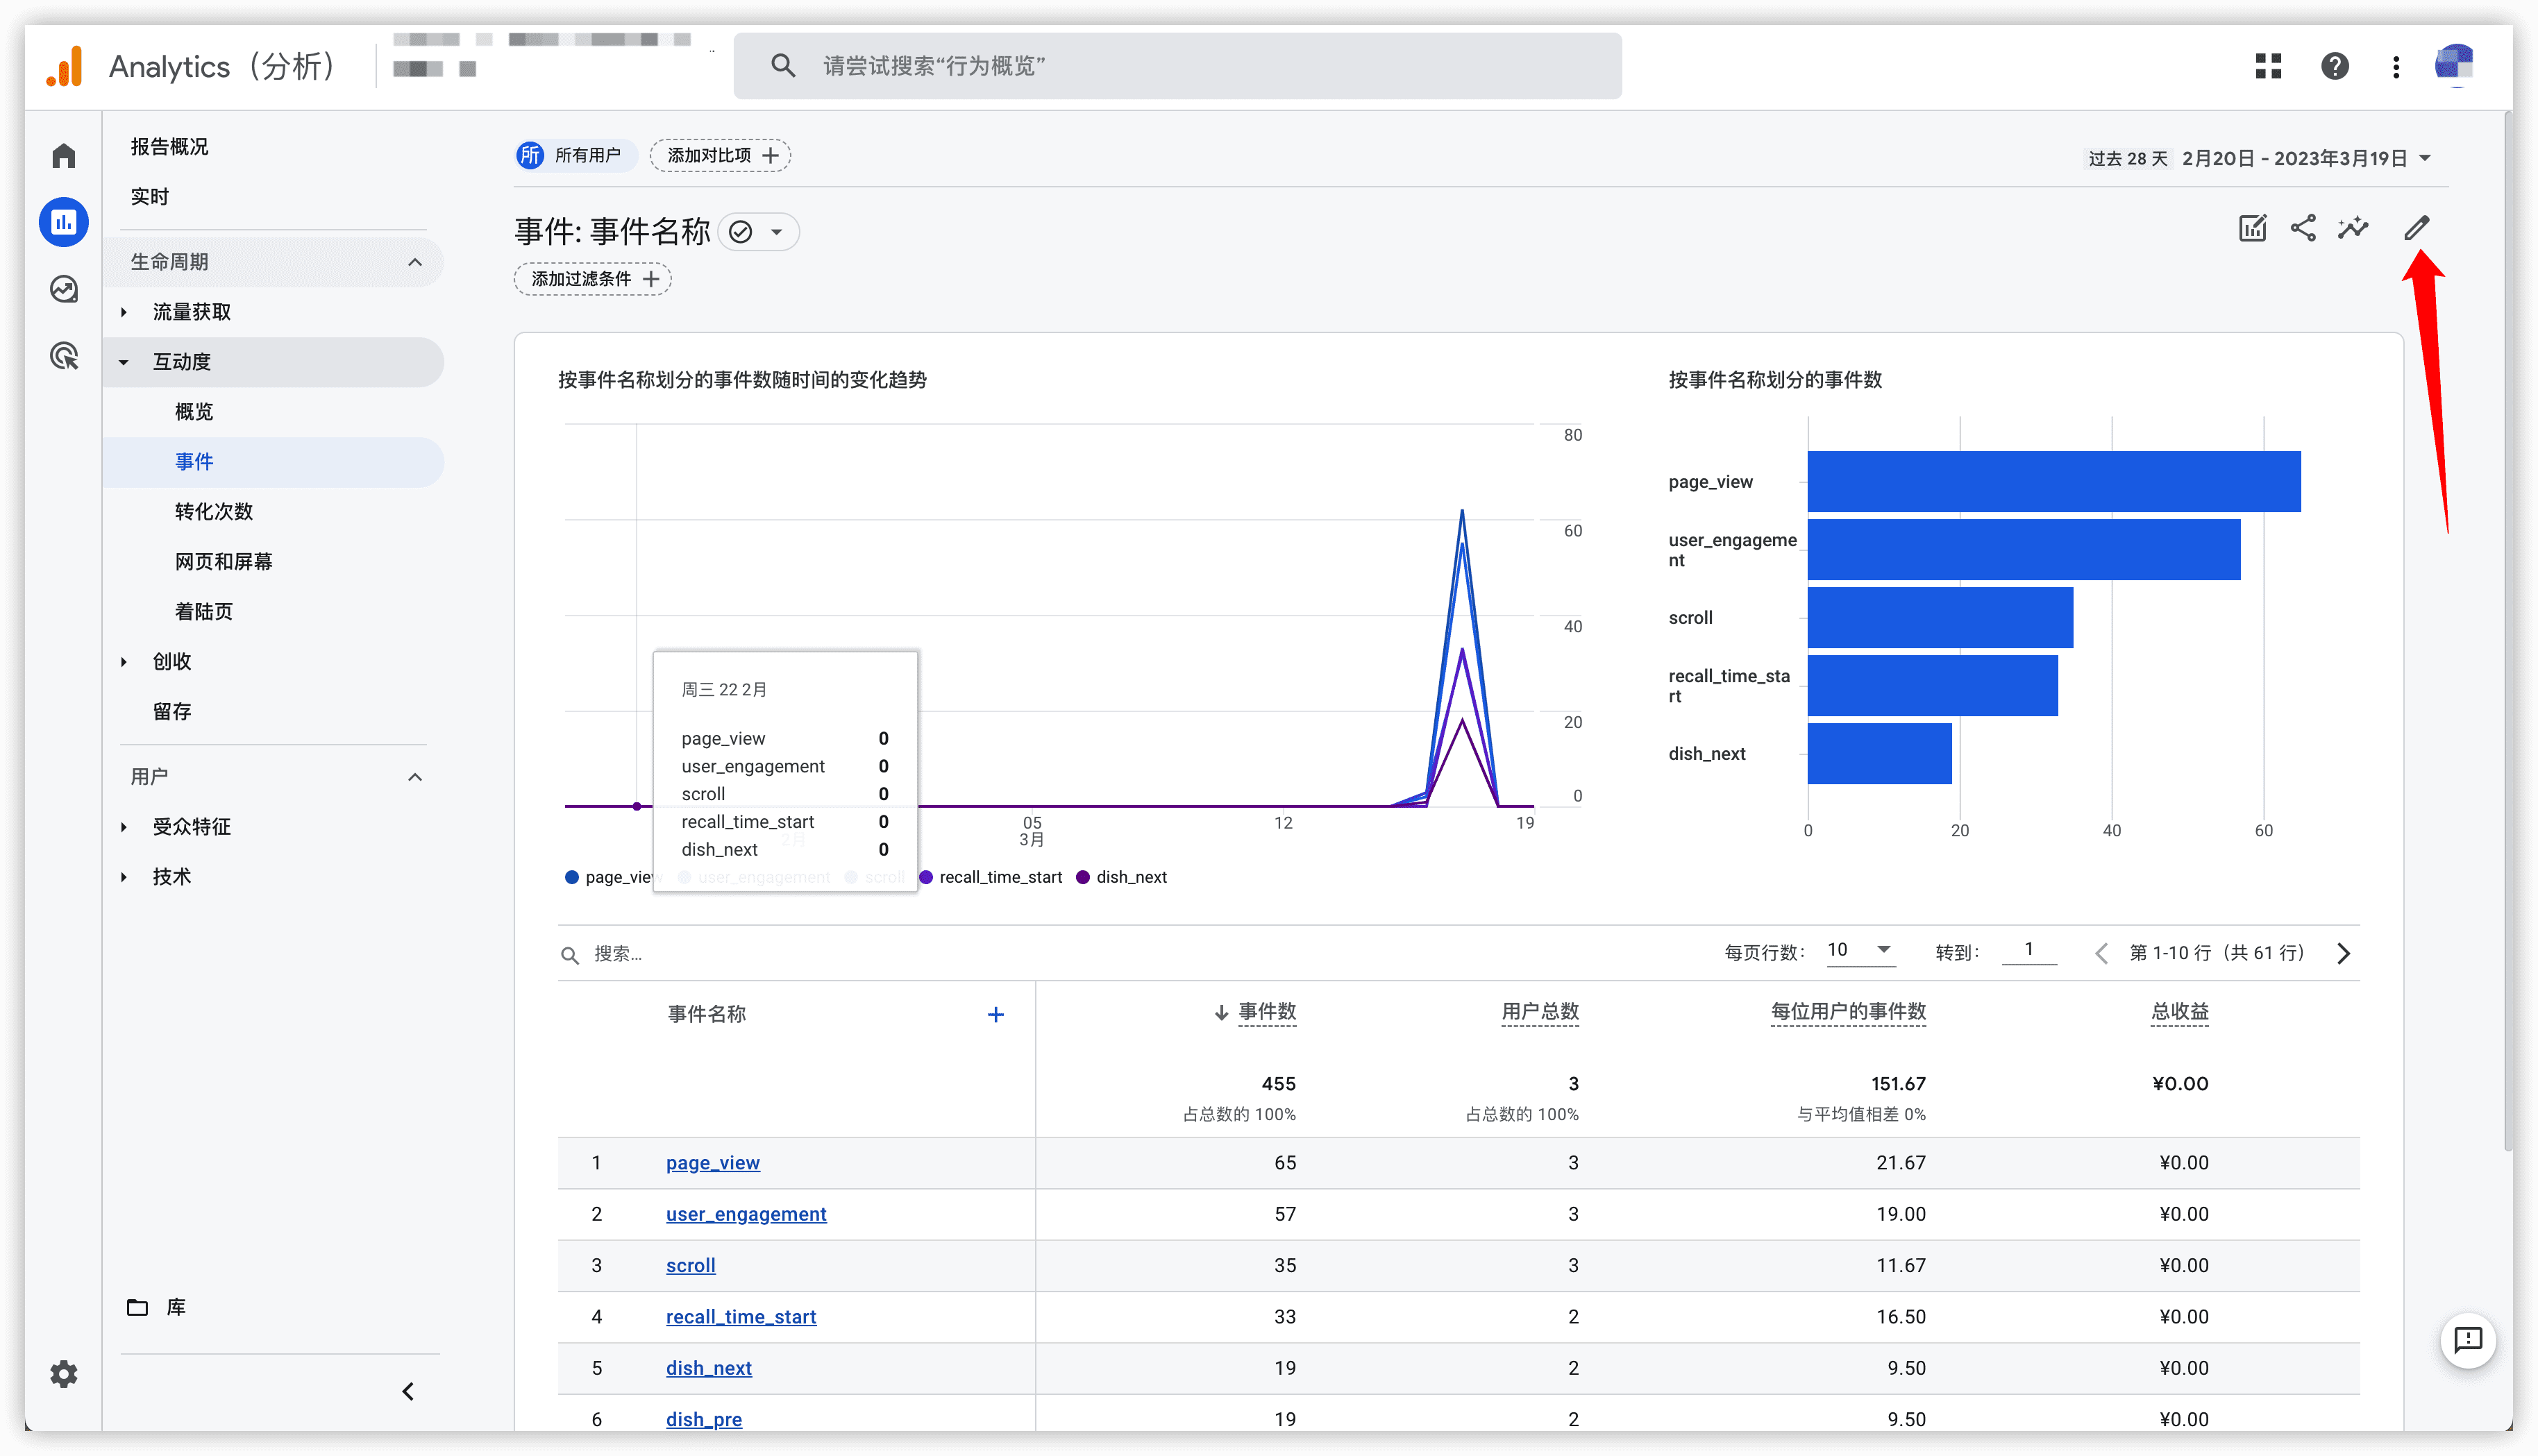 Analytics（分析）
请尝试搜索“行为概览”
报告概况
实时
生命周期
流量获取
互动度
概览
事件
转化次数
网页和屏幕
着陆页
创收
留存
用户
受众特征
技术
库
所 所有用户
添加对比项
过去 28 天 2月20日 - 2023年3月19日
事件: 事件名称
添加过滤条件
按事件名称划分的事件数随时间的变化趋势
80
60
40
20
0
05
3月
12
19
2月
周三 22 2月
page_view 0
user_engagement 0
scroll 0
recall_time_start 0
dish_next 0
page_view user_engagement scroll recall_time_start dish_next
按事件名称划分的事件数
page_view
user_engageme
nt
scroll
recall_time_sta
rt
dish_next
0 20 40 60
搜索...
每页行数： 10 转到： 1 第 1-10 行（共 61 行）
事件名称 事件数 用户总数 每位用户的事件数 总收益
455 3 151.67 ¥0.00
占总数的 100% 占总数的 100% 与平均值相差 0%
1 page_view 65 3 21.67 ¥0.00
2 user_engagement 57 3 19.00 ¥0.00
3 scroll 35 3 11.67 ¥0.00
4 recall_time_start 33 2 16.50 ¥0.00
5 dish_next 19 2 9.50 ¥0.00
6 dish_pre 19 2 9.50 ¥0.00